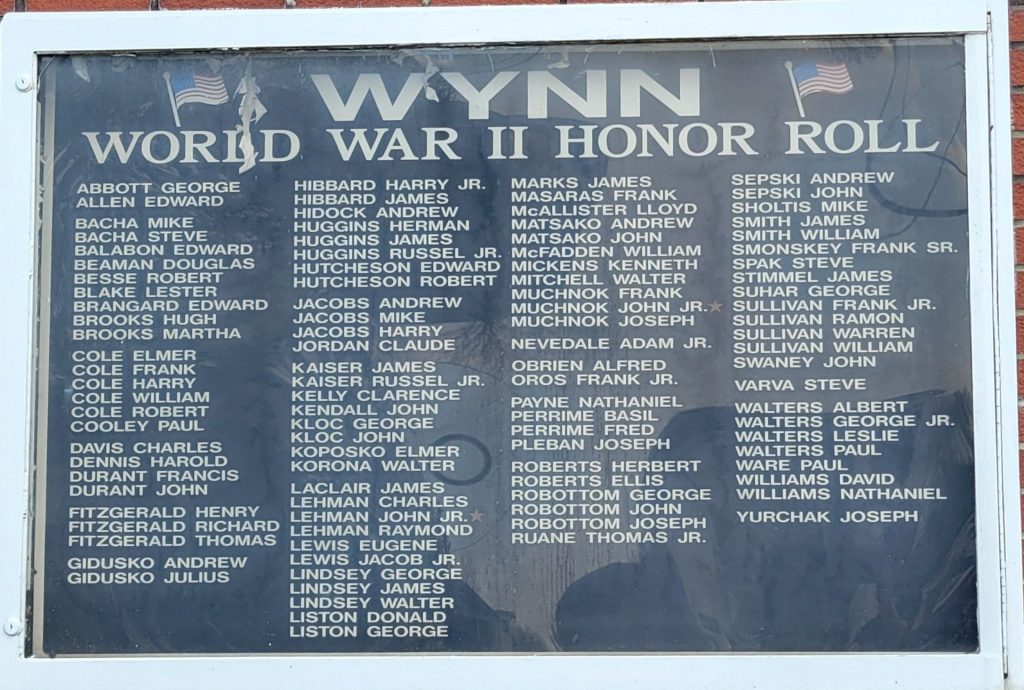 WYNN
WORLD WAR II HONOR ROLL
ABBOTT GEORGE
ALLEN EDWARD
BACHA MIKE
BACHA STEVE
BALABON EDWARD
BEAMAN DOUGLAS
BESSE ROBERT
BLAKE LESTER
BRANGARD EDWARD
BROOKS HUGH
BROOKS MARTHA
COLE ELMER
COLE FRANK
COLE HARRY
COLE WILLIAM
COLE ROBERT
COOLEY PAUL
DAVIS CHARLES
DENNIS HAROLD
DURANT FRANCIS
DURANT JOHN
FITZGERALD HENRY
FITZGERALD RICHARD
FITZGERALD THOMAS
GIDUSKO ANDREW
GIDUSKO JULIUS
HIBBARD HARRY JR.
HIBBARD JAMES
HIDOCK ANDREW
HUGGINS HERMAN
HUGGINS JAMES
HUGGINS RUSSEL JR.
HUTCHESON EDWARD
HUTCHESON ROBERT
JACOBS ANDREW
JACOBS MIKE
JACOBS HARRY
JORDAN CLAUDE
KAISER JAMES
KAISER RUSSEL JR.
KELLY CLARENCE
KENDALL JOHN
KLOC GEORGE
KLOC JOHN
KOPOSKO ELMER
KORONA WALTER
LACLAIR JAMES
LEHMAN CHARLES
LEHMAN JOHN JR.
LEHMAN RAYMOND
LEWIS EUGENE
LEWIS JACOB JR.
LINDSEY GEORGE
LINDSEY JAMES
LINDSEY WALTER
LISTON DONALD
LISTON GEORGE
MARKS JAMES
MASARAS FRANK
McALLISTER LLOYD
MATSAKO ANDREW
MATSAKO JOHN
McFADDEN WILLIAM
MICKENS KENNETH
MITCHELL WALTER
MUCHNOK FRANK
MUCHNOK JOHN JR.
MUCHNOK JOSEPH
NEVEDALE ADAM JR.
OBRIEN ALFRED
OROS FRANK JR.
PAYNE NATHANIEL
PERRIME BASIL
PERRIME FRED
PLEBAN JOSEPH
ROBERTS HERBERT
ROBERTS ELLIS
ROBOTTOM GEORGE
ROBOTTOM JOHN
ROBOTTOM JOSEPH
RUANE THOMAS JR.
SEPSKI ANDREW
SEPSKI JOHN
SHOLTIS MIKE
SMITH JAMES
SMITH WILLIAM
SMONSKEY FRANK SR.
SPAK STEVE
STIMMEL JAMES
SUHAR GEORGE
SULLIVAN FRANK JR.
SULLIVAN RAMON
SULLIVAN WARREN
SULLIVAN WILLIAM
SWANEY JOHN
VARVA STEVE
WALTERS ALBERT
WALTERS GEORGE JR.
WALTERS LESLIE
WALTERS PAUL
WARE PAUL
WILLIAMS DAVID
WILLIAMS NATHANIEL
YURCHAK JOSEPH